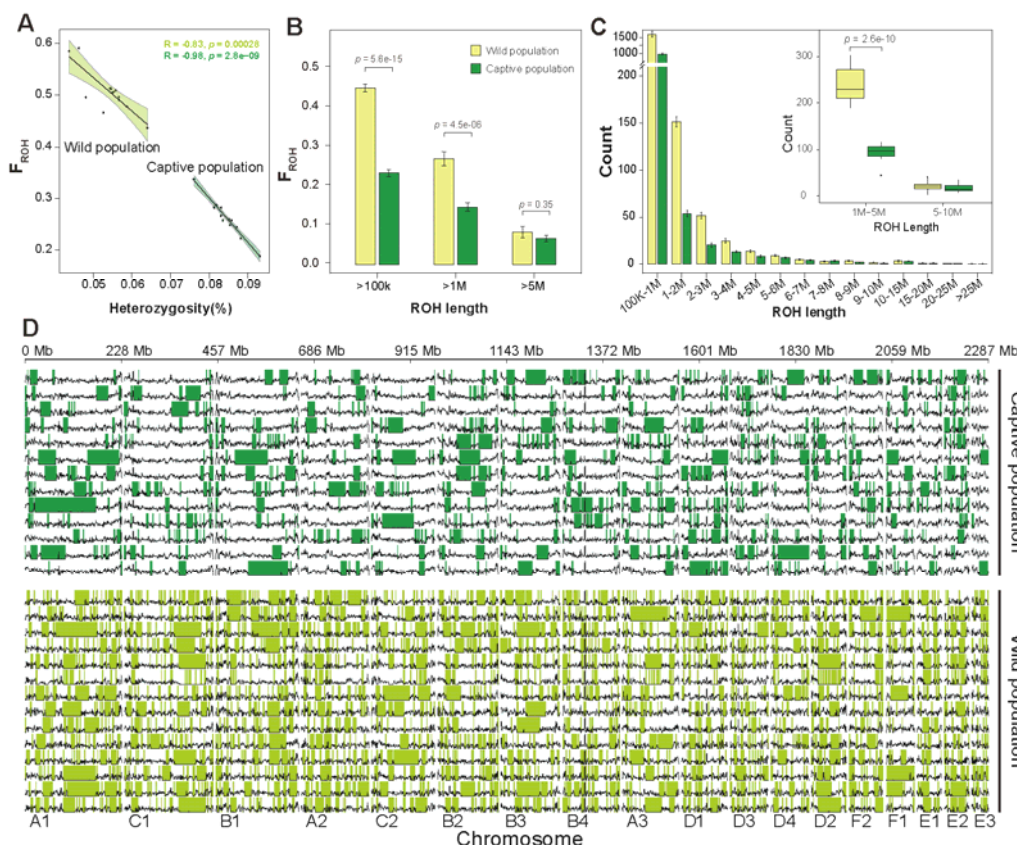 A
B
C
R = -0.83, p = 0.00028
R = -0.98, p = 2.8e-09
0.6
0.5
0.4
0.3
0.2
F ROH
Wild population
Captive population
0.05 0.06 0.07 0.08 0.09
Heterozygosity(%)
Wild population
Captive population
p = 5.6e-15
p = 4.5e-06
p = 0.35
0.6
0.5
0.4
0.3
0.2
0.1
0.0
F ROH
>100k >1M >5M
ROH length
1500
1000
200
150
100
50
0
Count
100K-1M 1-2M 2-3M 3-4M 4-5M 5-6M 6-7M 7-8M 8-9M 9-10M 10-15M 15-20M 20-25M >25M
ROH length
p = 2.6e-10
300
200
100
0
Count
1M-5M 5-10M
ROH Length
D
0 Mb 228 Mb 457 Mb 686 Mb 915 Mb 1143 Mb 1372 Mb 1601 Mb 1830 Mb 2059 Mb 2287 Mb
Captive population
Wild population
A1 C1 B1 A2 C2 B2 B3 B4 A3 D1 D3 D4 D2 F2 F1 E1 E2 E3
Chromosome